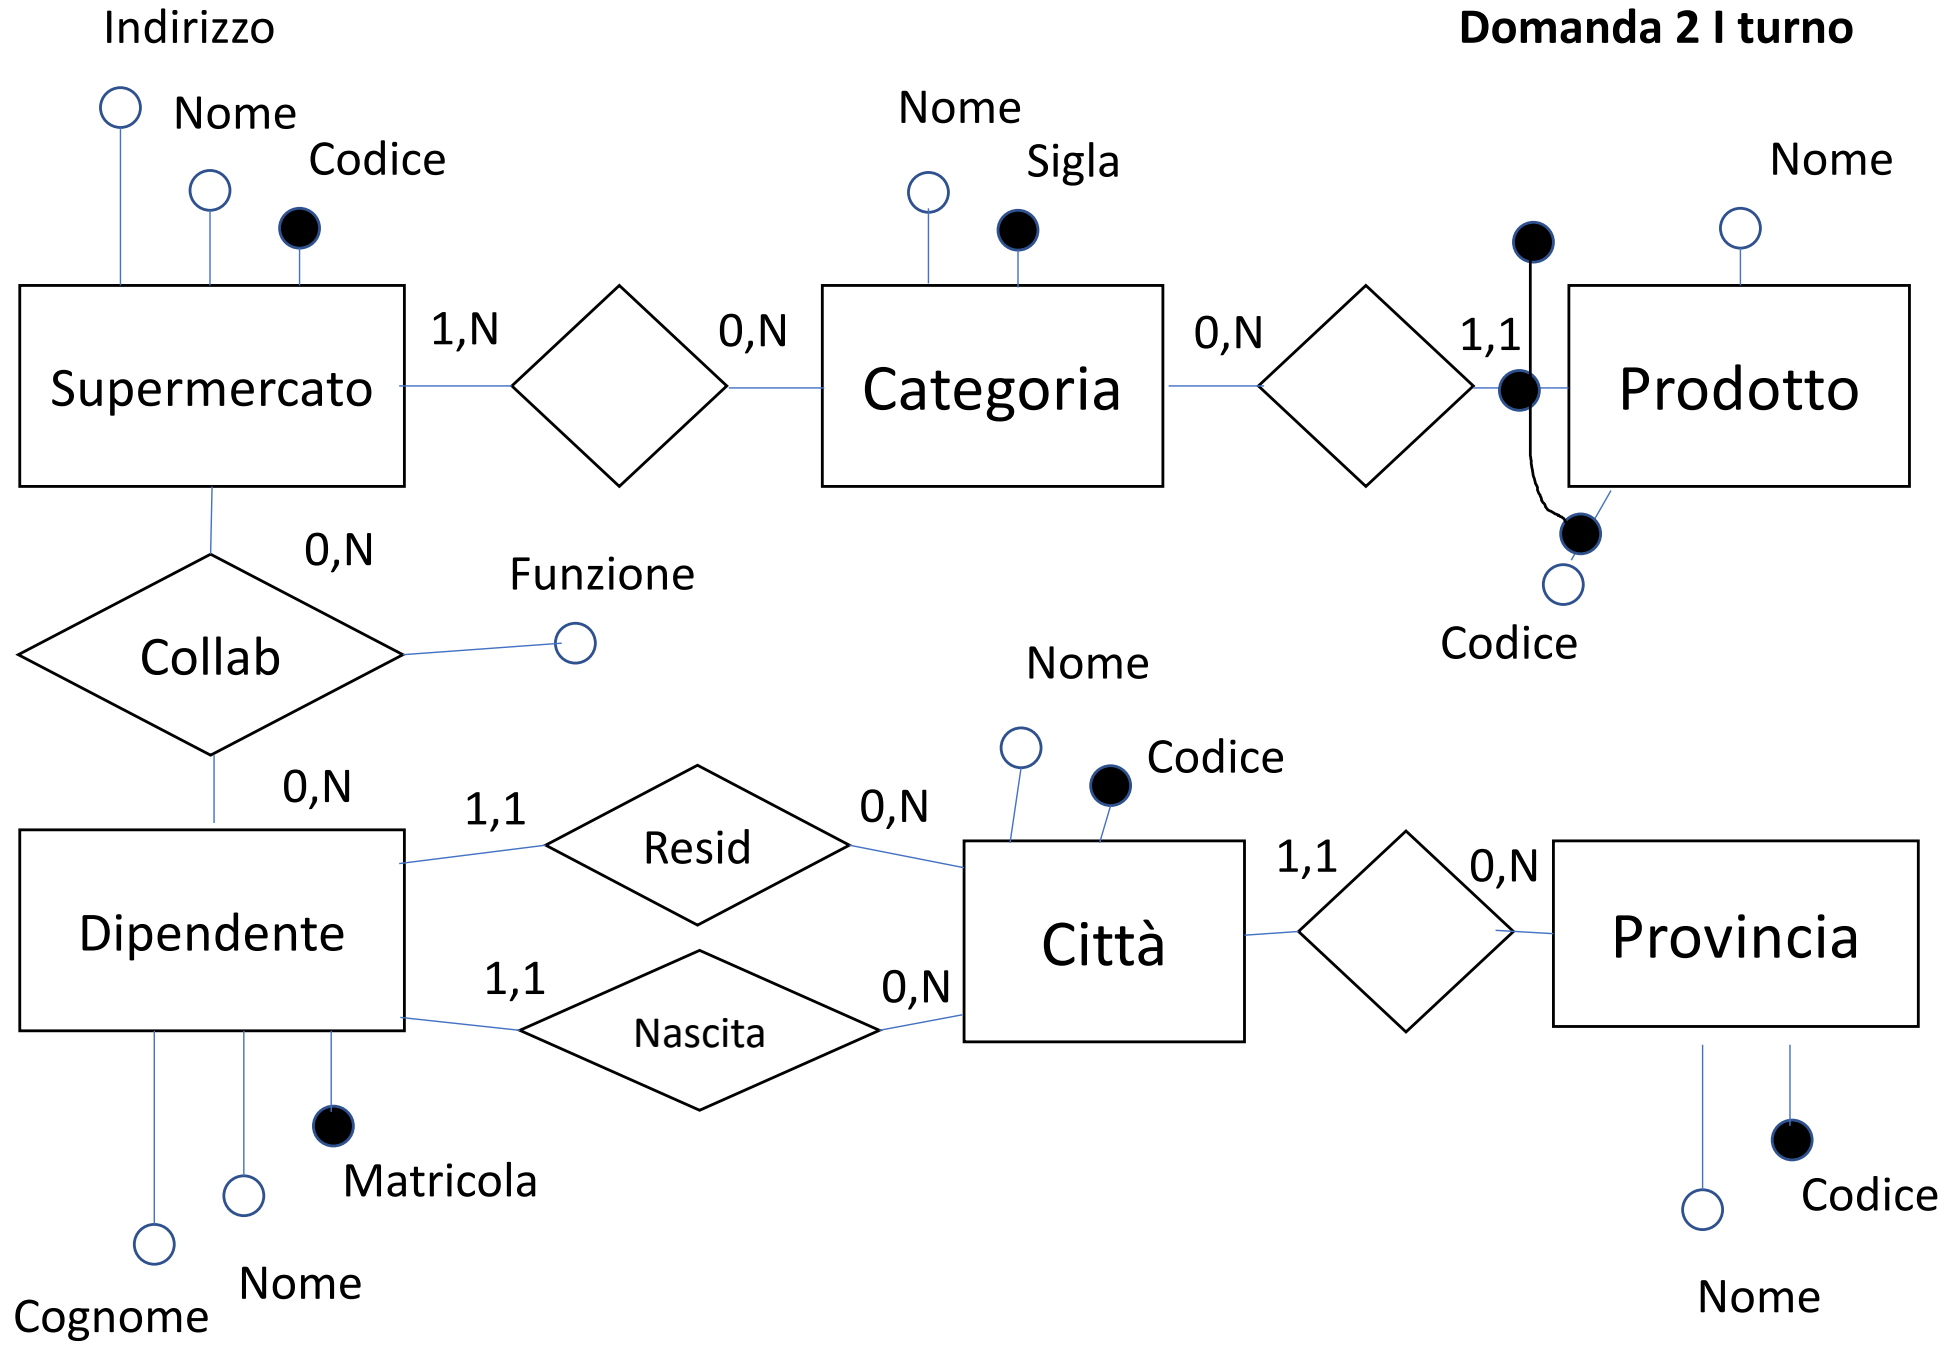 Indirizzo
Domanda 2 I turno
Nome
Codice
Nome
Sigla
Nome
Supermercato
1,N
0,N
Categoria
0,N
1,1
Prodotto
Codice
0,N
Collab
Funzione
0,N
Dipendente
1,1
Resid
0,N
1,1
Nascita
0,N
Nome
Codice
Città
1,1
0,N
Provincia
Matricola
Nome
Cognome
Codice
Nome